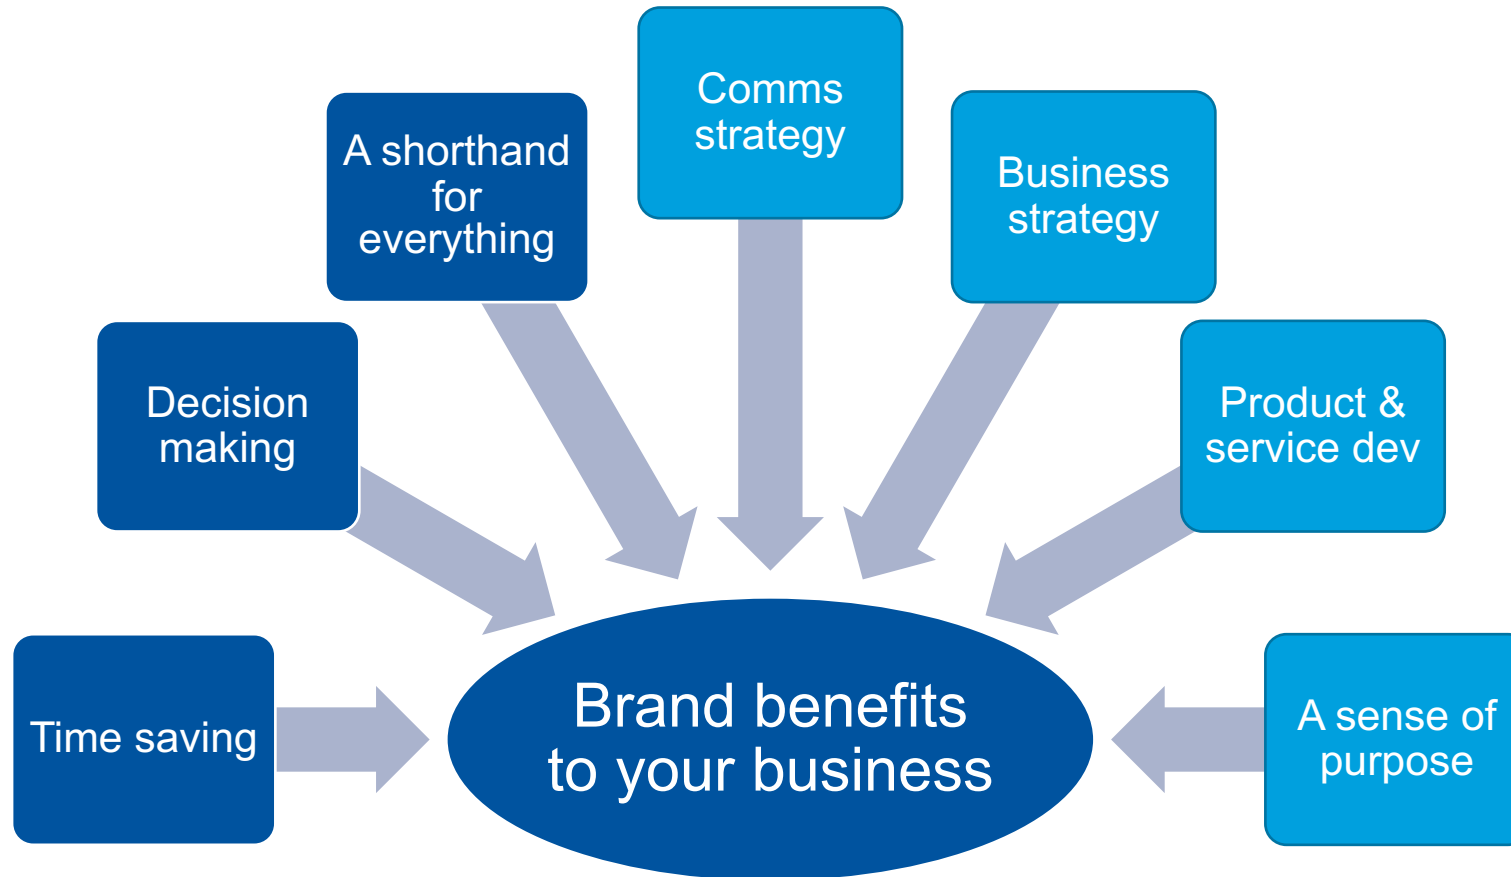 Comms
strategy
A shorthand
for
everything
Business
strategy
Decision
making
Product &
service dev
Time saving
Brand benefits
to your business
A sense of
purpose